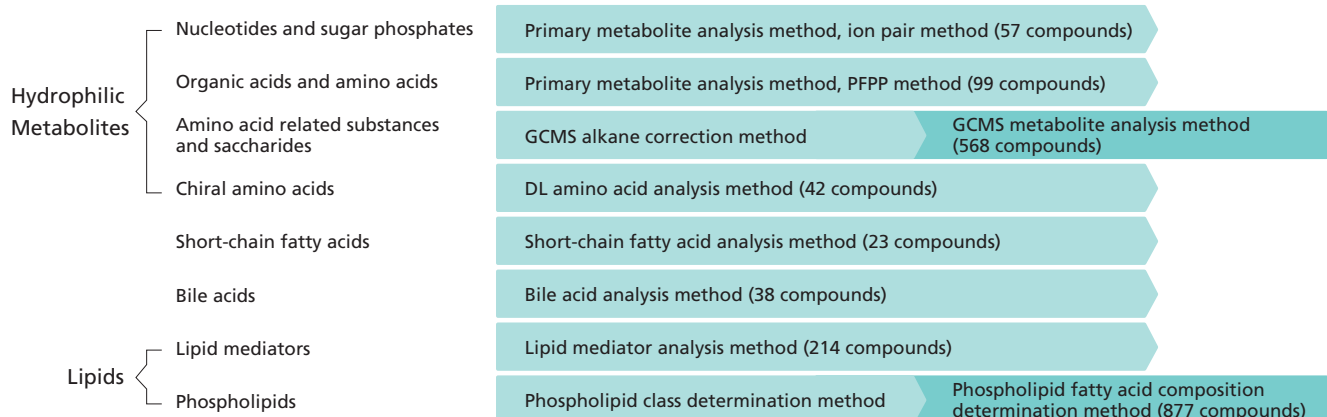 Nucleotides and sugar phosphates
Primary metabolite analysis method, ion pair method (57 compounds)
Hydrophilic
Metabolites
Organic acids and amino acids
Primary metabolite analysis method, PFPP method (99 compounds)
Amino acid related substances
and saccharides
GCMS alkane correction method
GCMS metabolite analysis method
(568 compounds)
Chiral amino acids
DL amino acid analysis method (42 compounds)
Short-chain fatty acids
Short-chain fatty acid analysis method (23 compounds)
Bile acids
Bile acid analysis method (38 compounds)
Lipids
Lipid mediators
Lipid mediator analysis method (214 compounds)
Phospholipids
Phospholipid class determination method
Phospholipid fatty acid composition
determination method (877 compounds)